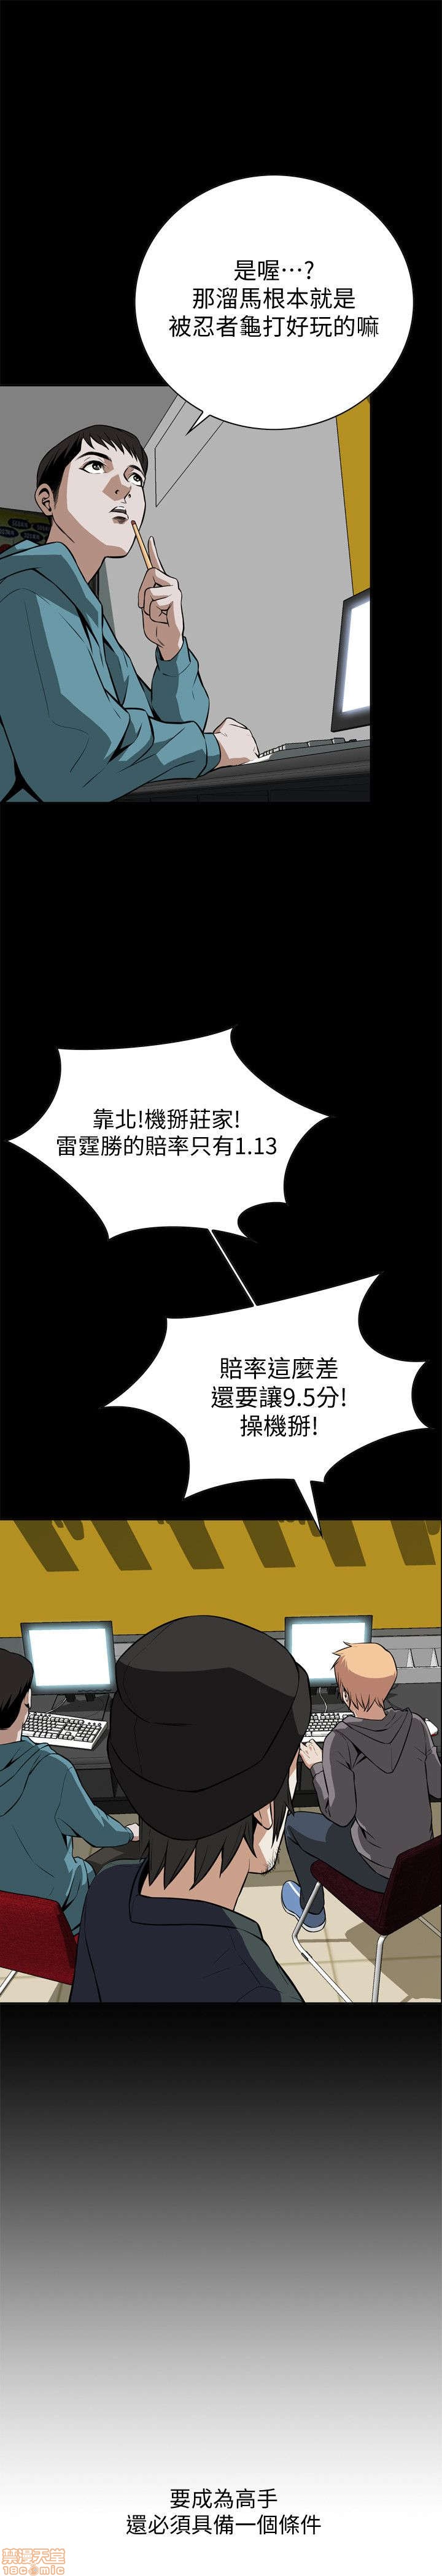 是喔…?
那溜馬根本就是
被忍者龜打好玩的嘛
靠北!機掰莊家!
雷霆勝的賠率只有1.13
賠率這麼差
還要讓9.5分!
操機掰!
要成為高手
還必須具備一個條件
禁漫天堂
18comic